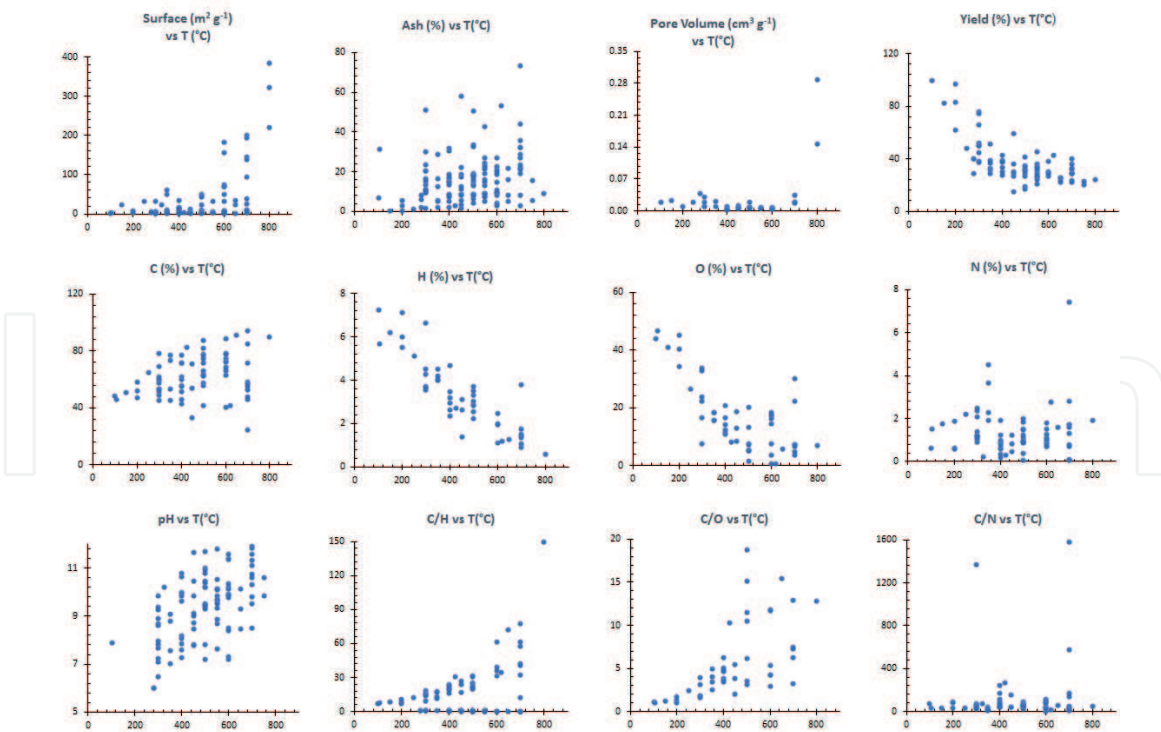 Surface (m² g⁻¹)
vs T (°C)
400
300
200
100
0
0 200 400 600 800
Ash (%) vs T(°C)
80
60
40
20
0
0 200 400 600 800
Pore Volume (cm³ g⁻¹)
vs T(°C)
0.35
0.28
0.21
0.14
0.07
0.00
0 200 400 600 800
Yield (%) vs T(°C)
120
80
40
0
0 200 400 600 800
C (%) vs T(°C)
120
80
40
0
0 200 400 600 800
H (%) vs T(°C)
8
6
4
2
0
0 200 400 600 800
O (%) vs T(°C)
60
40
20
0
0 200 400 600 800
N (%) vs T(°C)
8
6
4
2
0
0 200 400 600 800
pH vs T(°C)
11
9
7
5
0 200 400 600 800
C/H vs T(°C)
150
120
90
60
30
0
0 200 400 600 800
C/O vs T(°C)
20
15
10
5
0
0 200 400 600 800
C/N vs T(°C)
1600
1200
800
400
0
0 200 400 600 800